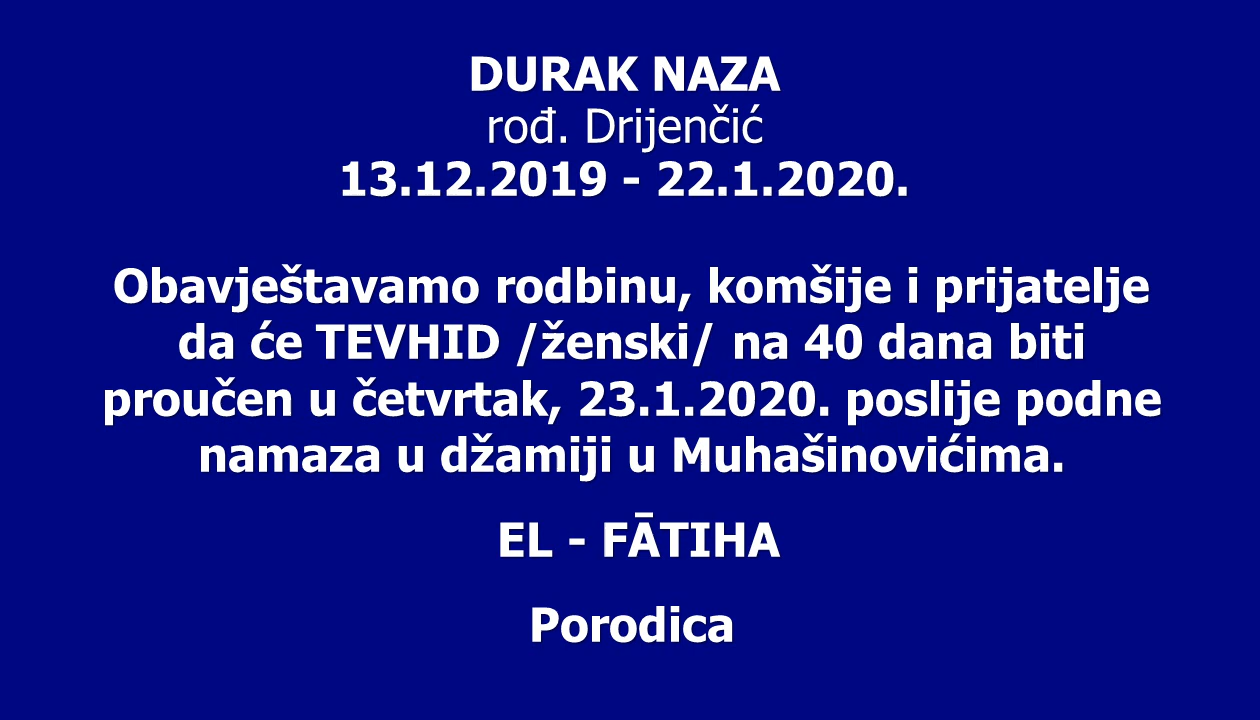 DURAK NAZA
rođ. Drijenčić
13.12.2019 - 22.1.2020.
Obavještavamo rodbinu, komšije i prijatelje
da će TEVHID /ženski/ na 40 dana biti
proučen u četvrtak, 23.1.2020. poslije podne
namaza u džamiji u Muhašinovićima.
EL - FĀTIHA
Porodica